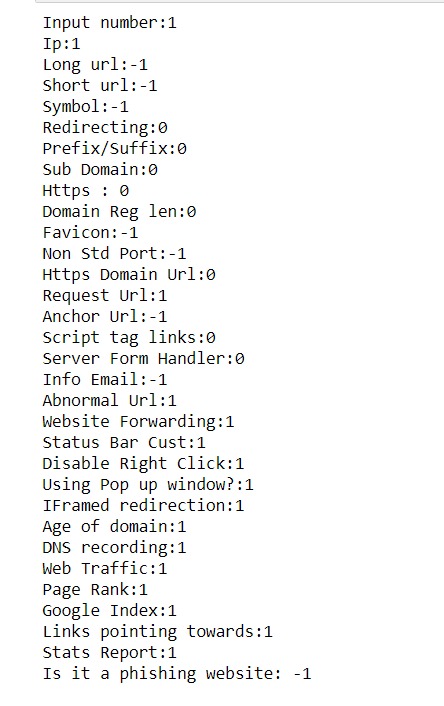 Input number:1
Ip:1
Long url:-1
Short url:-1
Symbol:-1
Redirecting:0
Prefix/Suffix:0
Sub Domain:0
Https : 0
Domain Reg len:0
Favicon:-1
Non Std Port:-1
Https Domain Url:0
Request Url:1
Anchor Url:-1
Script tag links:0
Server Form Handler:0
Info Email:-1
Abnormal Url:1
Website Forwarding:1
Status Bar Cust:1
Disable Right Click:1
Using Pop up window?:1
IFramed redirection:1
Age of domain:1
DNS recording:1
Web Traffic:1
Page Rank:1
Google Index:1
Links pointing towards:1
Stats Report:1
Is it a phishing website: -1